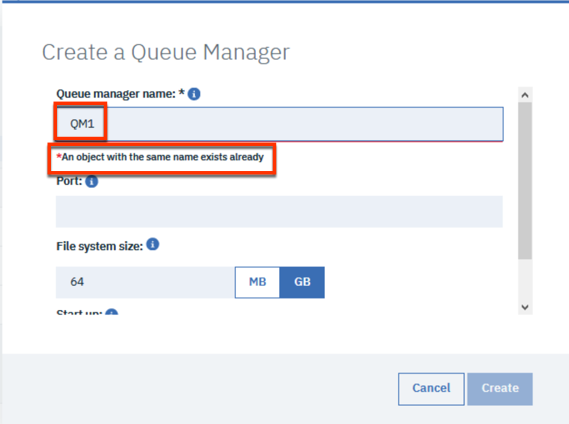 Create a Queue Manager
Queue manager name: * i
QM1
*An object with the same name exists already
Port: i
File system size: i
64 MB GB
Start up: i
Cancel Create